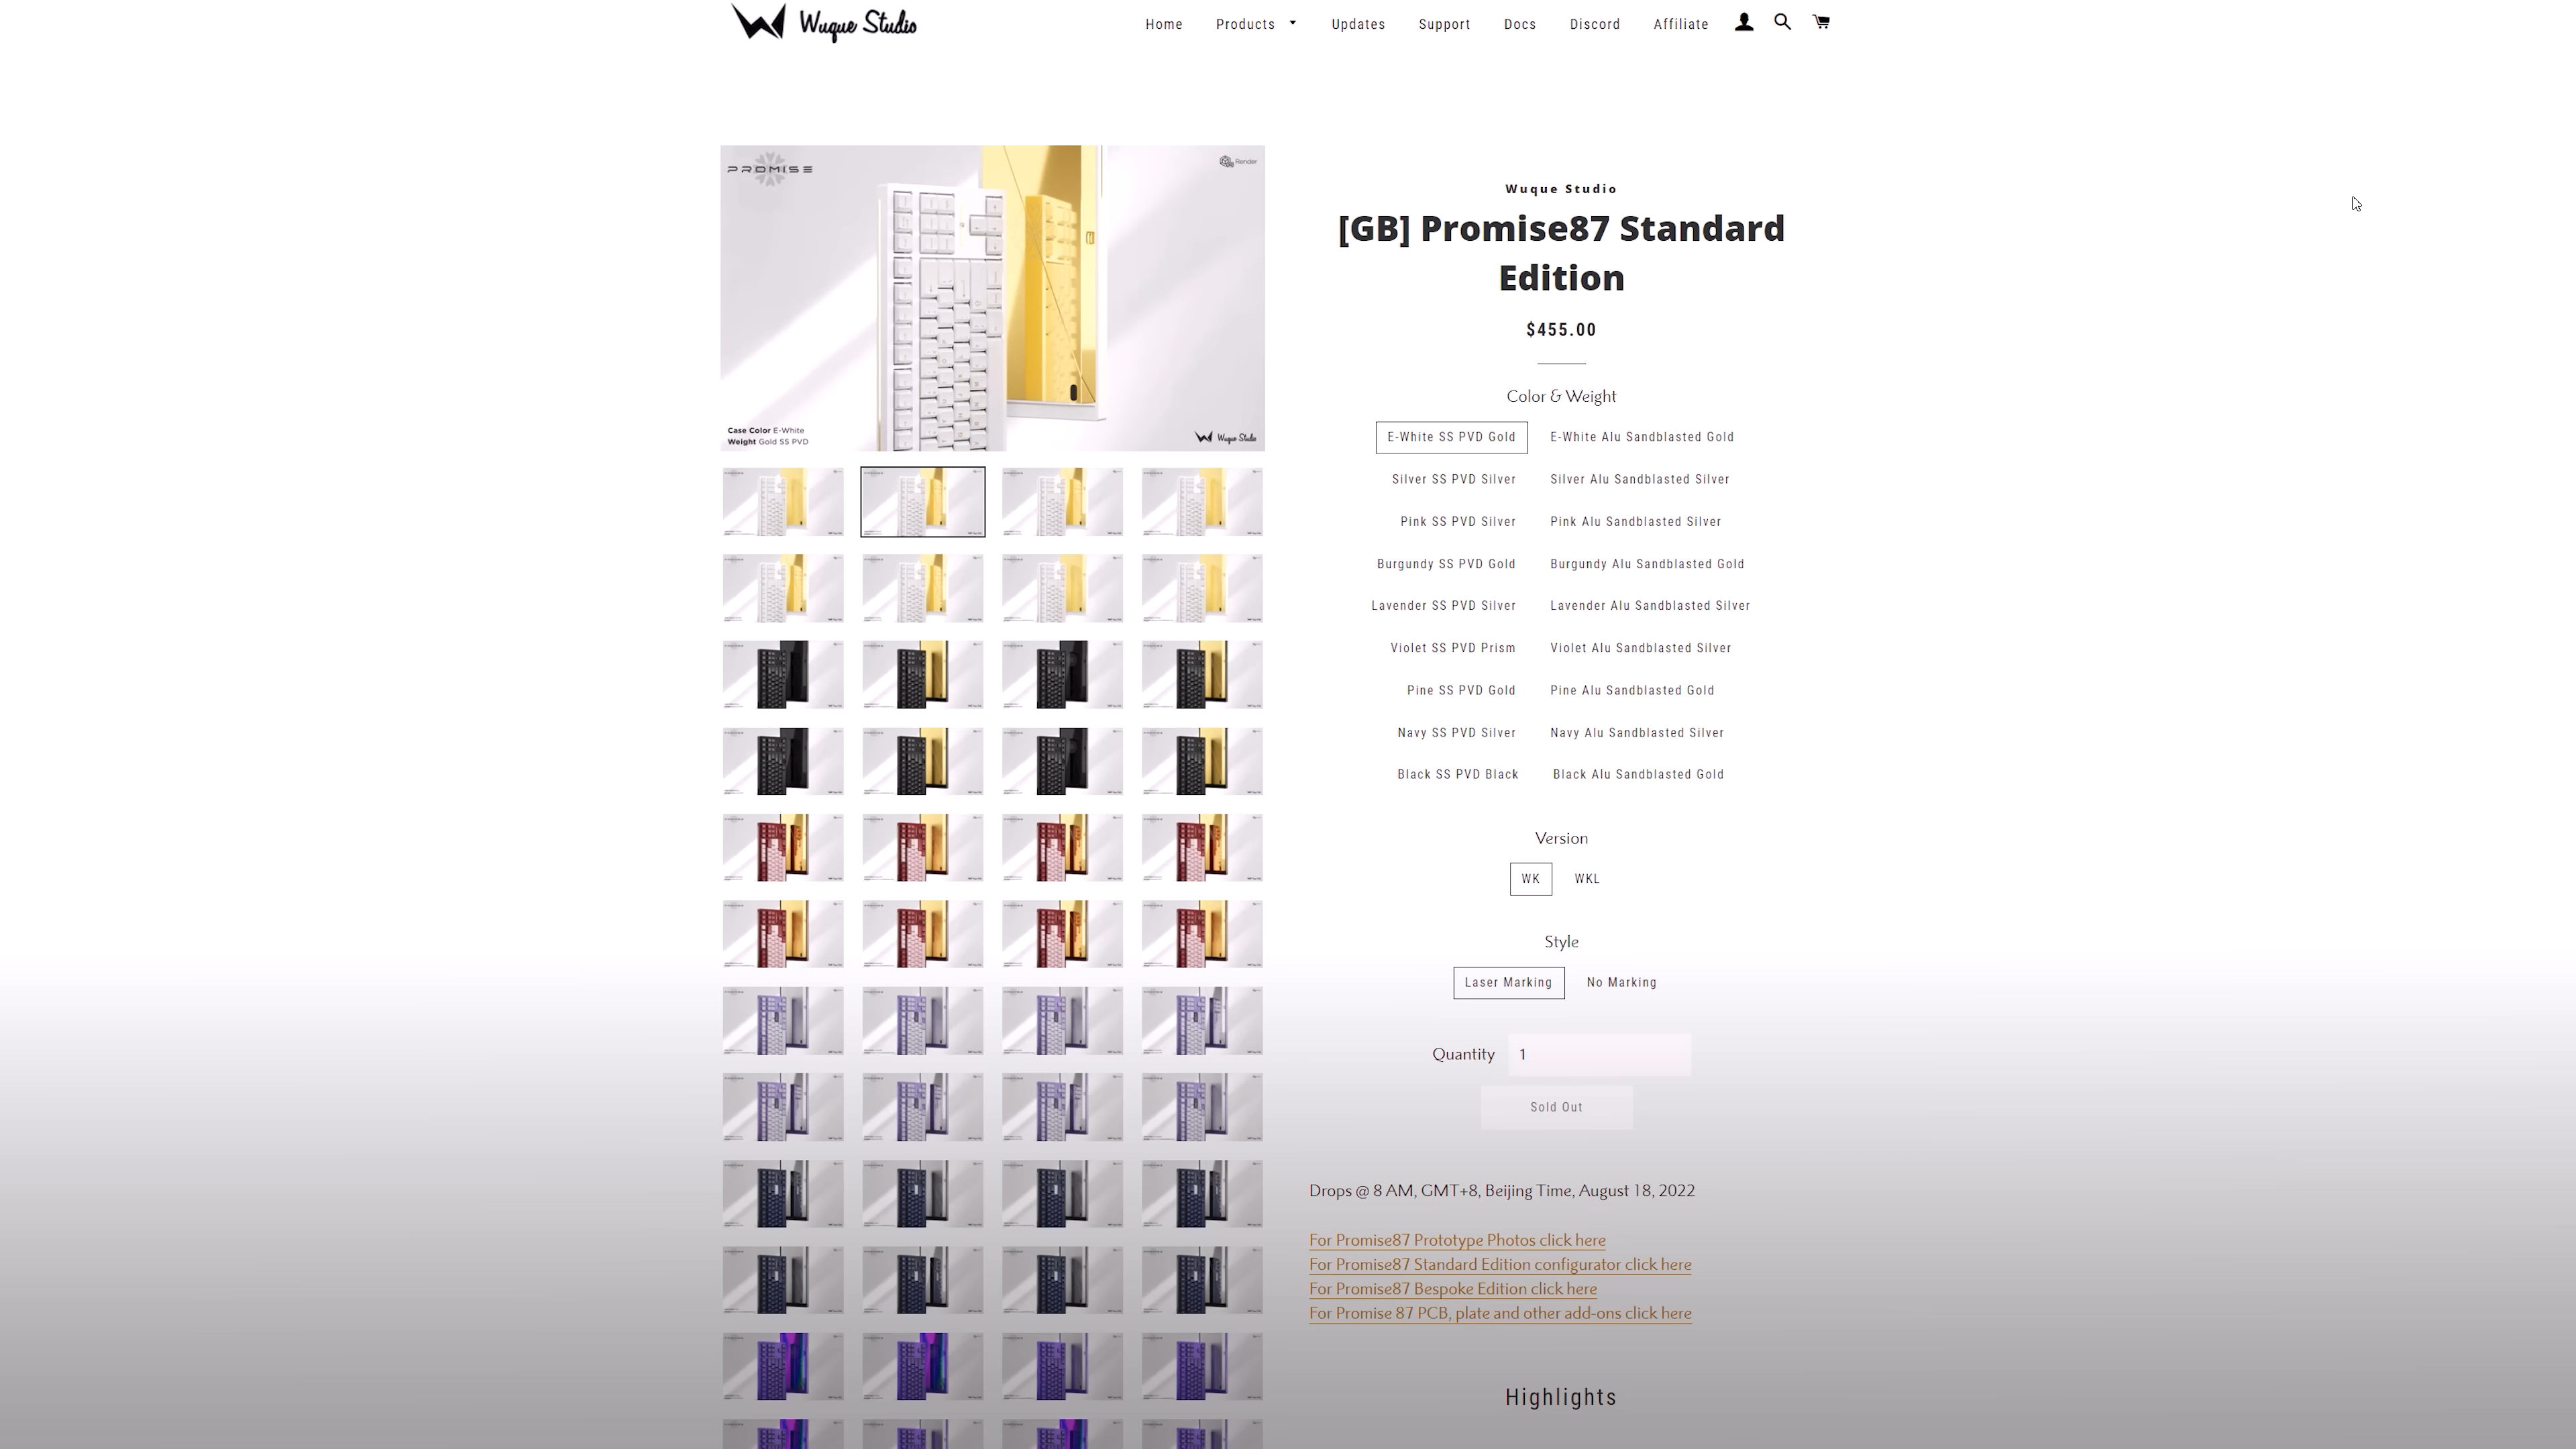 Wuque Studio
Home Products Updates Support Docs Discord Affiliate
PROMISE
Render
Case Color E-White
Weight Gold SS PVD
Wuque Studio
Wuque Studio
[GB] Promise87 Standard
Edition
$455.00
Color & Weight
E-White SS PVD Gold E-White Alu Sandblasted Gold
Silver SS PVD Silver Silver Alu Sandblasted Silver
Pink SS PVD Silver Pink Alu Sandblasted Silver
Burgundy SS PVD Gold Burgundy Alu Sandblasted Gold
Lavender SS PVD Silver Lavender Alu Sandblasted Silver
Violet SS PVD Prism Violet Alu Sandblasted Silver
Pine SS PVD Gold Pine Alu Sandblasted Gold
Navy SS PVD Silver Navy Alu Sandblasted Silver
Black SS PVD Black Black Alu Sandblasted Gold
Version
WK WKL
Style
Laser Marking No Marking
Quantity 1
Sold Out
Drops @ 8 AM, GMT+8, Beijing Time, August 18, 2022
For Promise87 Prototype Photos click here
For Promise87 Standard Edition configurator click here
For Promise87 Bespoke Edition click here
For Promise 87 PCB, plate and other add-ons click here
Highlights